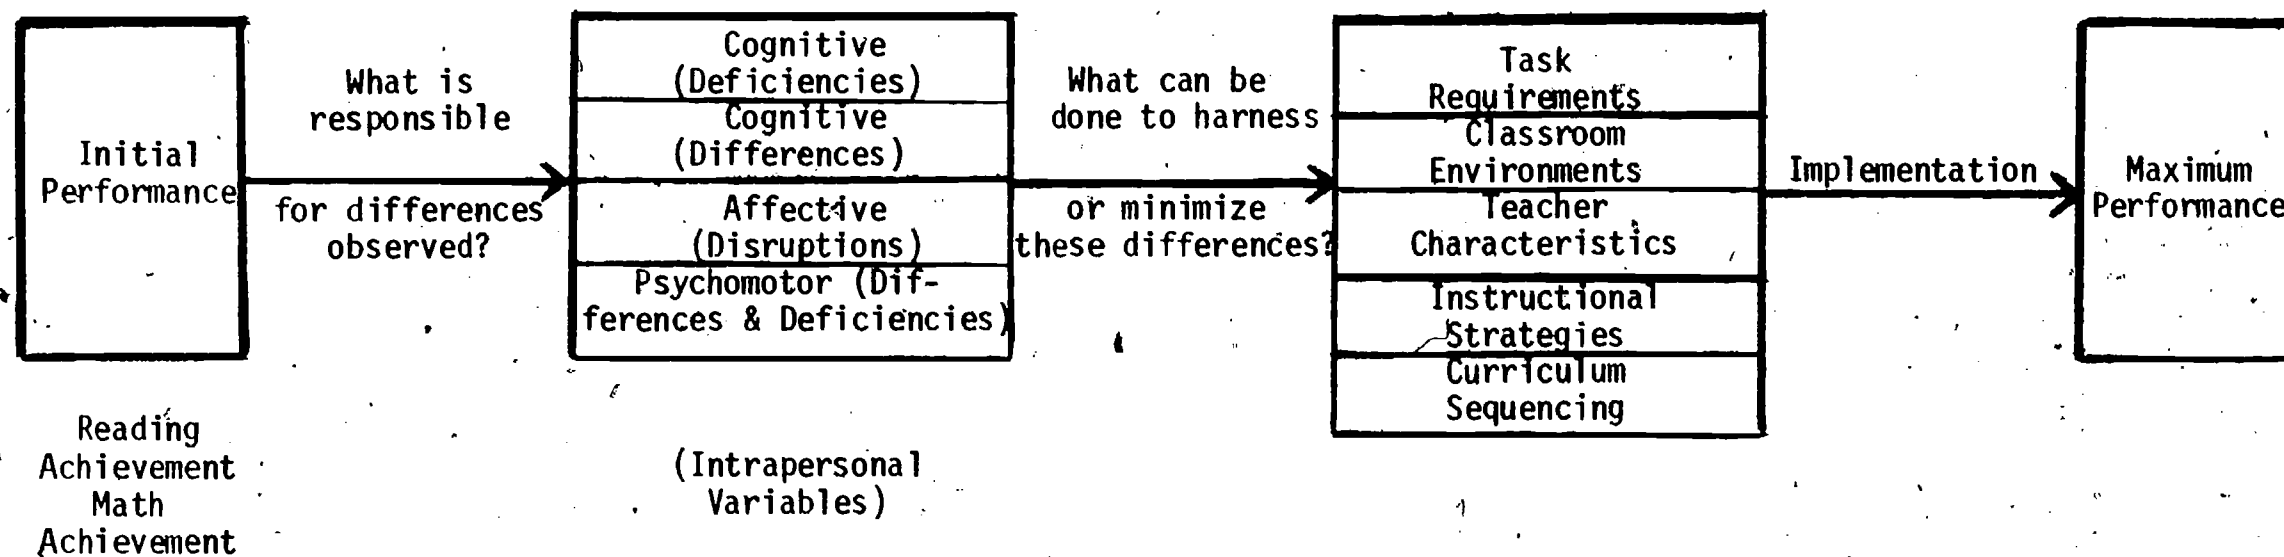 Initial
Performance
Reading
Achievement
Math
Achievement
What is
responsible
for differences
observed?
Cognitive
(Deficiencies)
Cognitive
(Differences)
Affective
(Disruptions)
Psychomotor (Dif-
ferences & Deficiencies)
(Intrapersonal
Variables)
What can be
done to harness
or minimize
these differences?
Task
Requirements
Classroom
Environments
Teacher
Characteristics
Instructional
Strategies
Curriculum
Sequencing
Implementation
Maximum
Performance